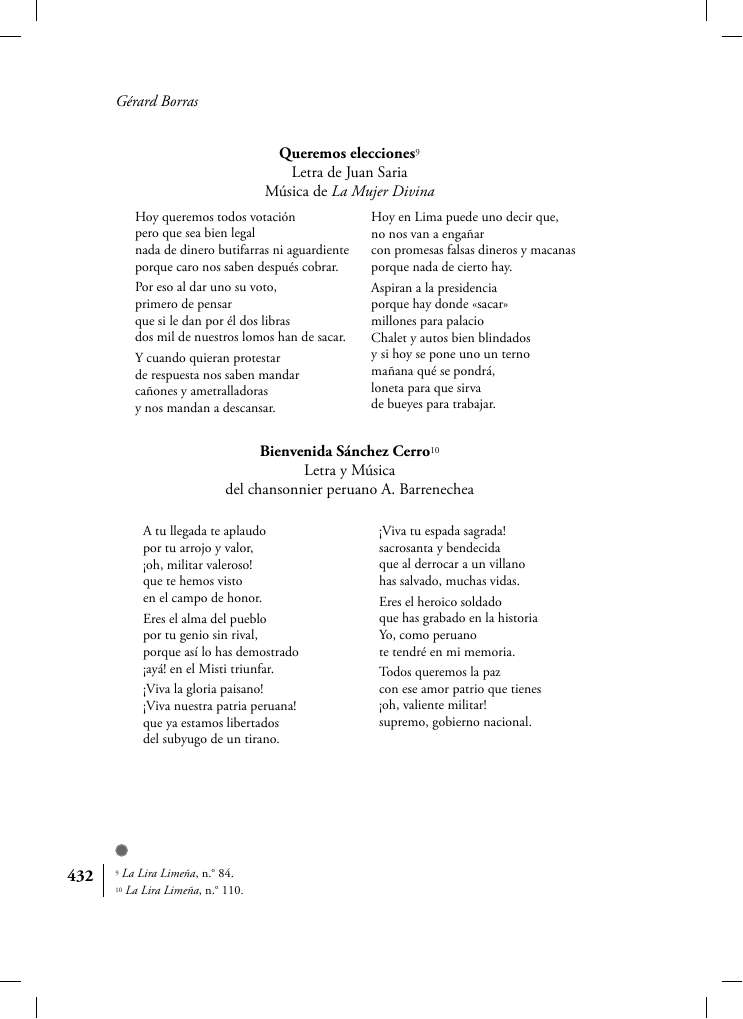 Gérard Borras
Queremos elecciones⁹
Letra de Juan Saria
Música de La Mujer Divina
Hoy queremos todos votación
pero que sea bien legal
nada de dinero butifarras ni aguardiente
porque caro nos saben después cobrar.
Por eso al dar uno su voto,
primero de pensar
que si le dan por él dos libras
dos mil de nuestros lomos han de sacar.
Y cuando quieran protestar
de respuesta nos saben mandar
cañones y ametralladoras
y nos mandan a descansar.
Hoy en Lima puede uno decir que,
no nos van a engañar
con promesas falsas dineros y macanas
porque nada de cierto hay.
Aspiran a la presidencia
porque hay donde «sacar»
millones para palacio
Chalet y autos bien blindados
y si hoy se pone uno un terno
mañana qué se pondrá,
loneta para que sirva
de bueyes para trabajar.
Bienvenida Sánchez Cerro¹⁰
Letra y Música
del chansonnier peruano A. Barrenechea
A tu llegada te aplaudo
por tu arrojo y valor,
¡oh, militar valeroso!
que te hemos visto
en el campo de honor.
Eres el alma del pueblo
por tu genio sin rival,
porque así lo has demostrado
¡ayá! en el Misti triunfar.
¡Viva la gloria paisano!
¡Viva nuestra patria peruana!
que ya estamos libertados
del subyugo de un tirano.
¡Viva tu espada sagrada!
sacrosanta y bendecida
que al derrocar a un villano
has salvado, muchas vidas.
Eres el heroico soldado
que has grabado en la historia
Yo, como peruano
te tendré en mi memoria.
Todos queremos la paz
con ese amor patrio que tienes
¡oh, valiente militar!
supremo, gobierno nacional.
432
⁹ La Lira Limeña, n.° 84.
¹⁰ La Lira Limeña, n.° 110.